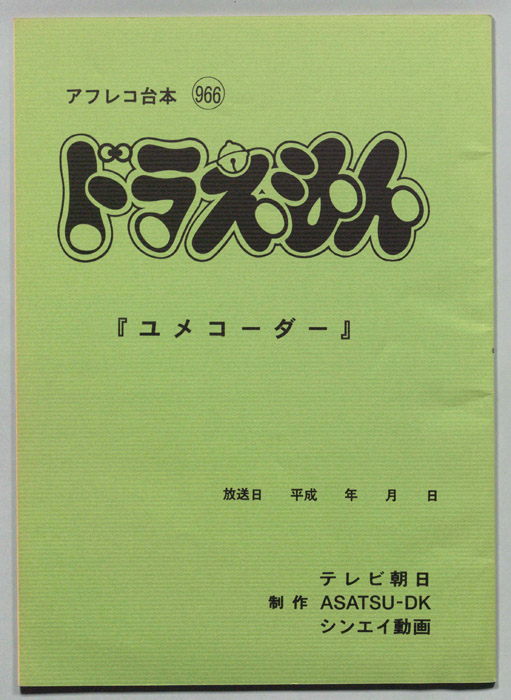 アフレコ台本 966
ドラえもん
『ユメコーダー』
放送日 平成 年 月 日
テレビ朝日
制作 ASATSU-DK
シンエイ動画